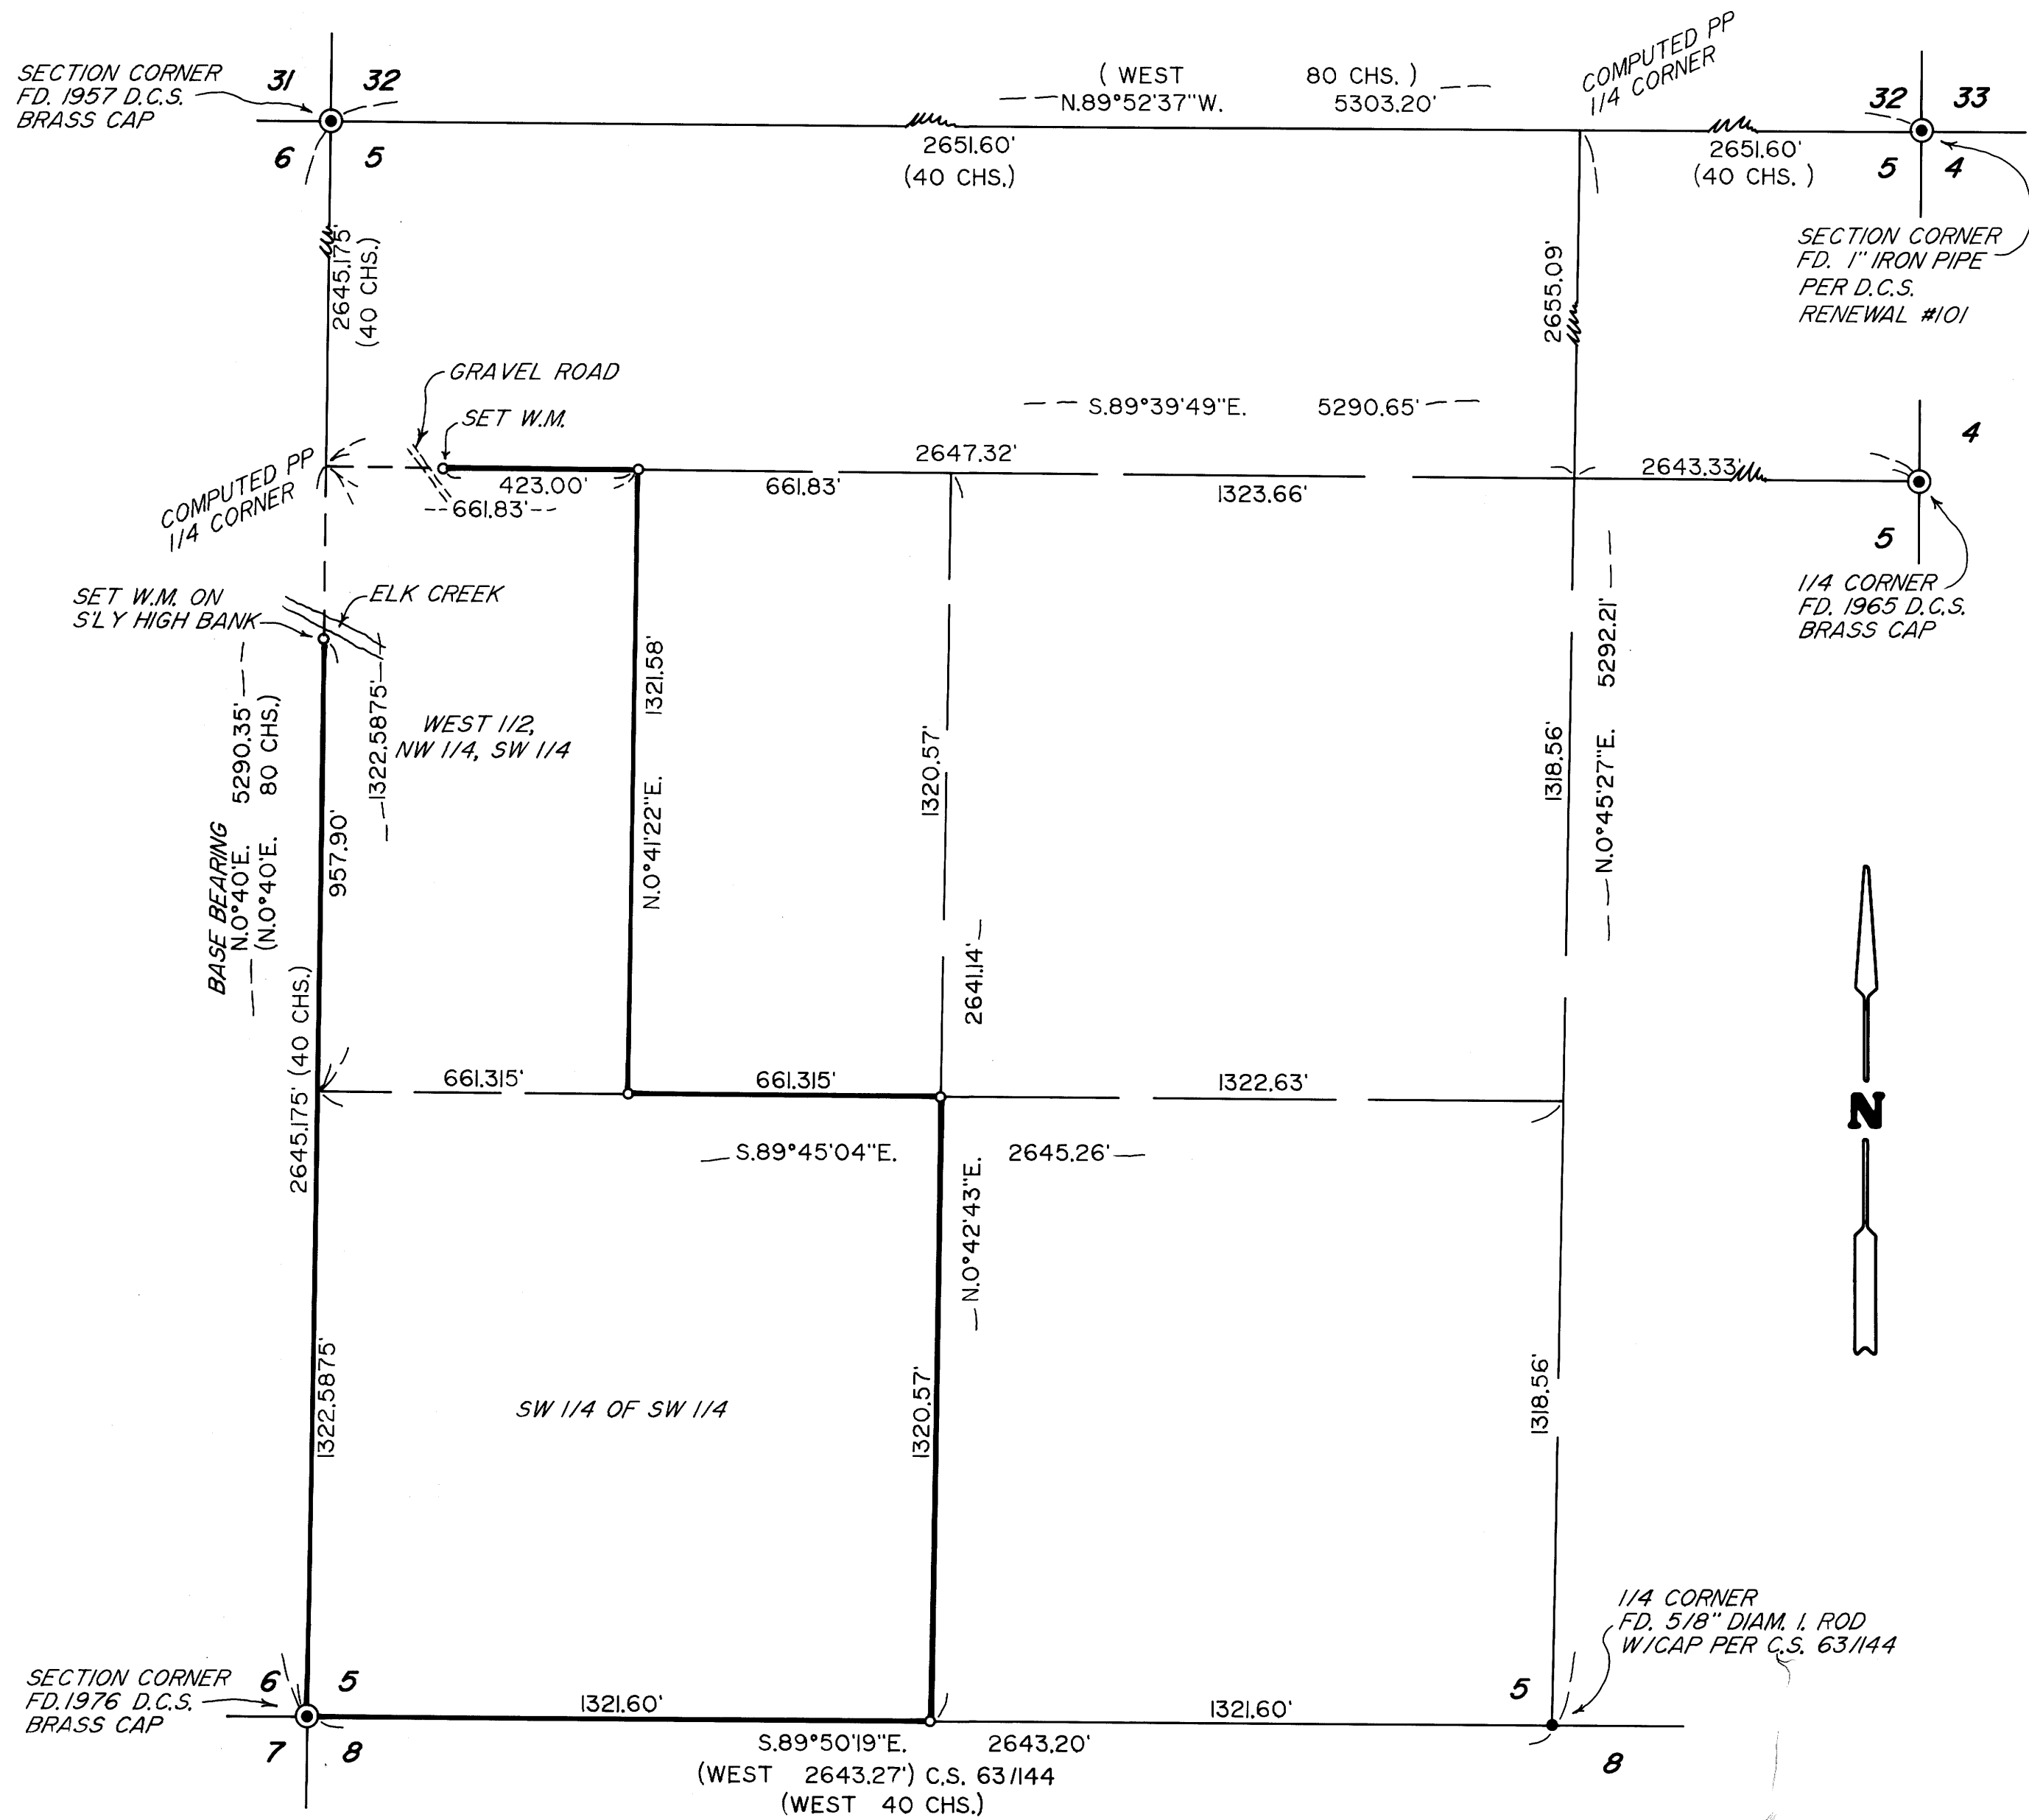 SECTION CORNER
FD. 1957 D.C.S.
BRASS CAP
31 32
6 5
( WEST 80 CHS. )
N.89°52'37"W. 5303.20'
COMPUTED PP
1/4 CORNER
32 33
5 4
2651.60'
(40 CHS.)
2651.60'
(40 CHS. )
SECTION CORNER
FD. 1" IRON PIPE
PER D.C.S.
RENEWAL #101
2645.175'
(40 CHS.)
2655.09'
GRAVEL ROAD
SET W.M.
S.89°39'49"E. 5290.65'
2647.32'
COMPUTED PP
1/4 CORNER
423.00'
661.83'
661.83'
1323.66'
2643.33'
4
5
1/4 CORNER
FD. 1965 D.C.S.
BRASS CAP
SET W.M. ON
S'LY HIGH BANK
ELK CREEK
BASE BEARING
N.0°40'E. 5290.35'
(N.0°40'E. 80 CHS.)
957.90'
1322.5875'
WEST 1/2,
NW 1/4, SW 1/4
N.0°41'22"E. 1321.58'
1320.57'
2641.14'
1318.56'
N.0°45'27"E. 5292.21'
2645.175' (40 CHS.)
661.315'
661.315'
1322.63'
S.89°45'04"E. 2645.26'
N.0°42'43"E.
N
1322.5875'
SW 1/4 OF SW 1/4
1320.57'
1318.56'
1/4 CORNER
FD. 5/8" DIAM. I. ROD
W/CAP PER C.S. 63/144
SECTION CORNER
FD. 1976 D.C.S.
BRASS CAP
6 5
7 8
1321.60'
1321.60'
5
8
S.89°50'19"E. 2643.20'
(WEST 2643.27') C.S. 63/144
(WEST 40 CHS.)